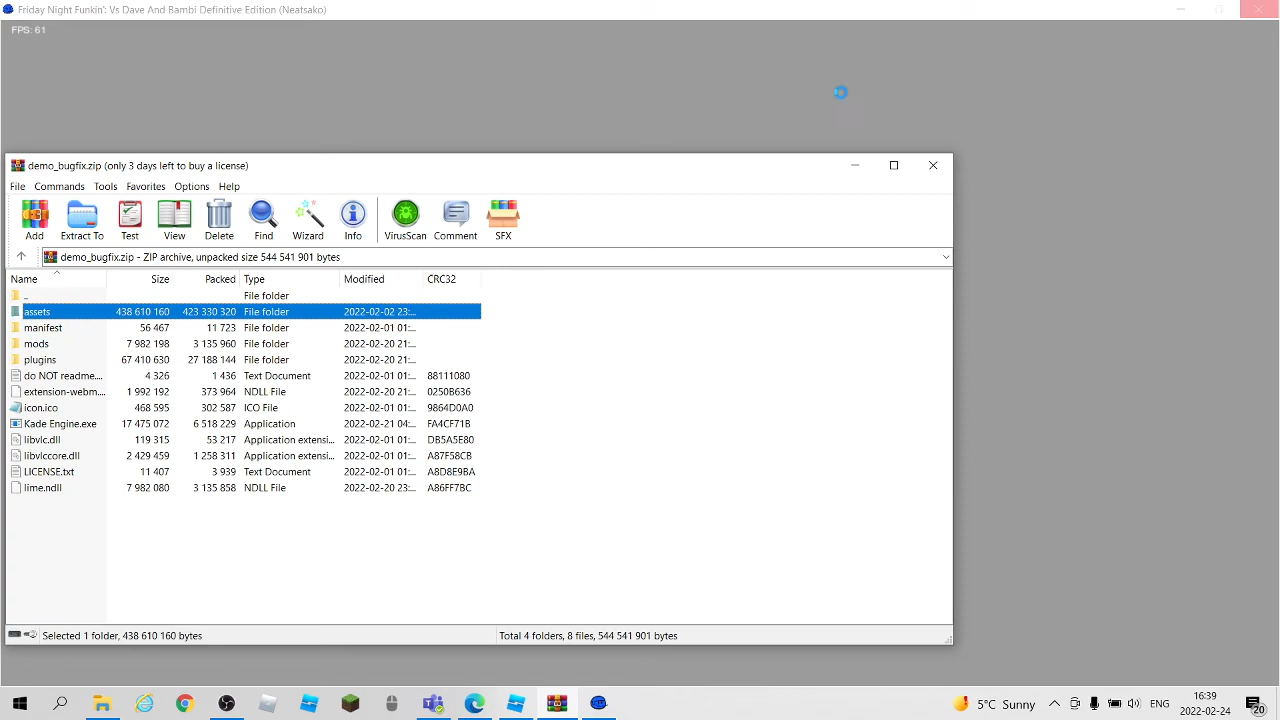 Friday Night Funkin': Vs Dave And Bambi Definitive Edition (Neatsako)
FPS: 61
demo_bugfix.zip (only 3 days left to buy a license)
File Commands Tools Favorites Options Help
Add Extract To Test View Delete Find Wizard Info VirusScan Comment SFX
demo_bugfix.zip - ZIP archive, unpacked size 544 541 901 bytes
Name Size Packed Type Modified CRC32
.. File folder
assets 438 610 160 423 330 320 File folder 2022-02-02 23:...
manifest 56 467 11 723 File folder 2022-02-01 01:...
mods 7 982 198 3 135 960 File folder 2022-02-20 21:...
plugins 67 410 630 27 188 144 File folder 2022-02-20 21:...
do NOT readme.... 4 326 1 436 Text Document 2022-02-01 01:... 88111080
extension-webm.... 1 992 192 373 964 NDLL File 2022-02-20 21:... 0250B636
icon.ico 468 595 302 587 ICO File 2022-02-01 01:... 9864D0A0
Kade Engine.exe 17 475 072 6 518 229 Application 2022-02-21 04:... FA4CF71B
libvlc.dll 119 315 53 217 Application extensi... 2022-02-01 01:... DB5A5E80
libvlccore.dll 2 429 459 1 258 311 Application extensi... 2022-02-01 01:... A87F58CB
LICENSE.txt 11 407 3 939 Text Document 2022-02-01 01:... A8D8E9BA
lime.ndll 7 982 080 3 135 858 NDLL File 2022-02-20 23:... A86FF7BC
Selected 1 folder, 438 610 160 bytes Total 4 folders, 8 files, 544 541 901 bytes
5°C Sunny ENG 16:39
2022-02-24 20